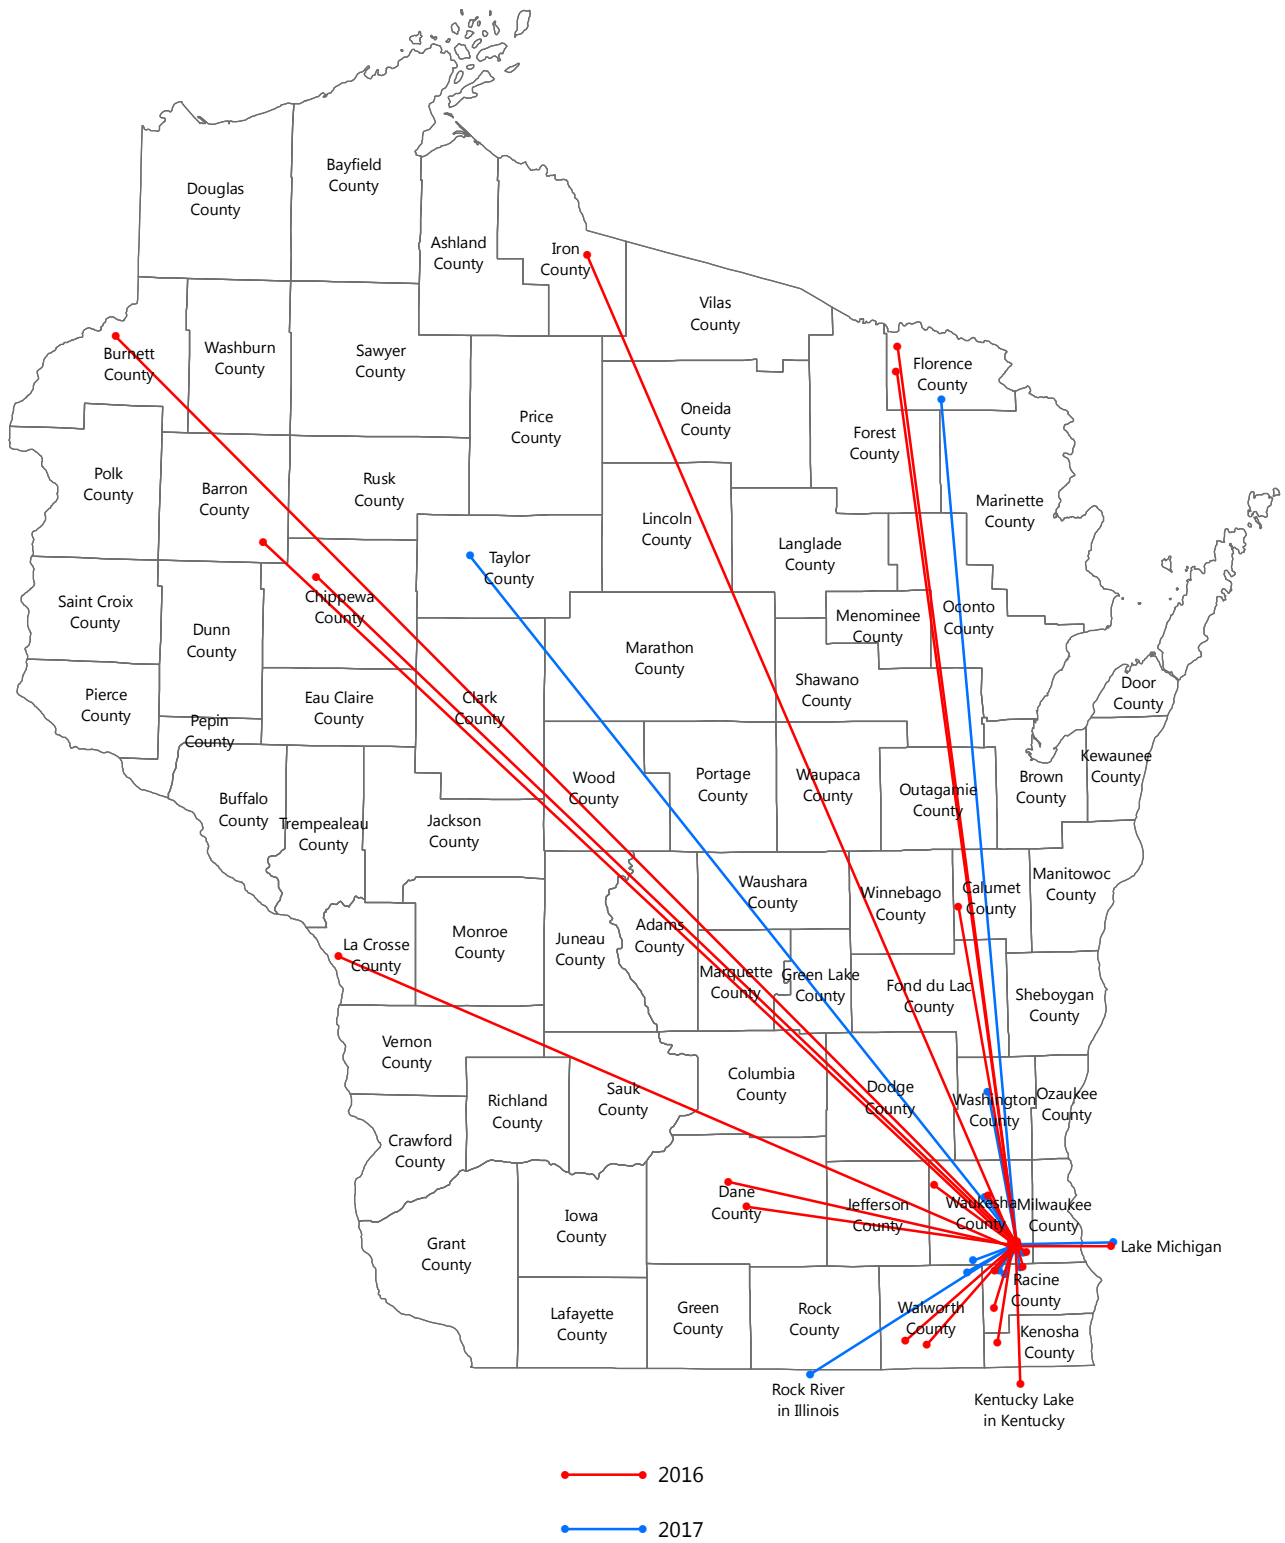 Bayfield
County
Douglas
County
Ashland
County
Iron
County
Vilas
County
Burnett
County
Washburn
County
Sawyer
County
Florence
County
Price
County
Oneida
County
Forest
County
Polk
County
Barron
County
Rusk
County
Marinette
County
Lincoln
County
Langlade
County
Taylor
County
Saint Croix
County
Dunn
County
Chippewa
County
Menominee
County
Oconto
County
Marathon
County
Shawano
County
Door
County
Pierce
County
Pepin
County
Eau Claire
County
Clark
County
Wood
County
Portage
County
Waupaca
County
Outagamie
County
Brown
County
Kewaunee
County
Buffalo
County
Trempealeau
County
Jackson
County
Waushara
County
Winnebago
County
Calumet
County
Manitowoc
County
La Crosse
County
Monroe
County
Juneau
County
Adams
County
Marquette
County
Green Lake
County
Fond du Lac
County
Sheboygan
County
Vernon
County
Richland
County
Sauk
County
Columbia
County
Dodge
County
Washington
County
Ozaukee
County
Crawford
County
Dane
County
Jefferson
County
Waukesha
County
Milwaukee
County
Iowa
County
Grant
County
Lake Michigan
Lafayette
County
Green
County
Rock
County
Walworth
County
Racine
County
Kenosha
County
Rock River
in Illinois
Kentucky Lake
in Kentucky
2016
2017